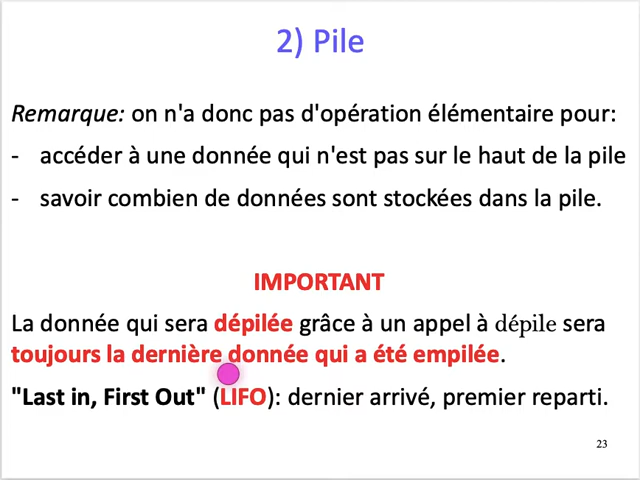 2) Pile
Remarque: on n'a donc pas d'opération élémentaire pour:
- accéder à une donnée qui n'est pas sur le haut de la pile
- savoir combien de données sont stockées dans la pile.
IMPORTANT
La donnée qui sera dépilée grâce à un appel à dépile sera
toujours la dernière donnée qui a été empilée.
"Last in, First Out" (LIFO): dernier arrivé, premier reparti.
23